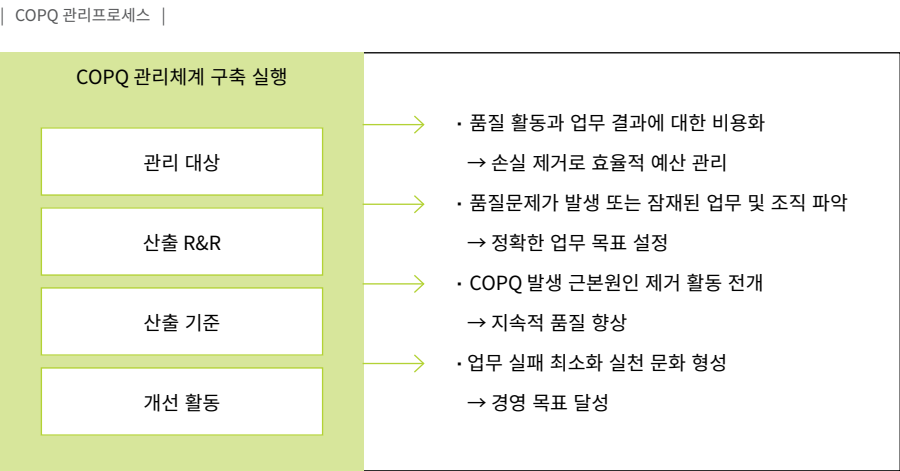 | COPQ 관리프로세스 |
COPQ 관리체계 구축 실행
관리 대상
산출 R&R
산출 기준
개선 활동
· 품질 활동과 업무 결과에 대한 비용화
→ 손실 제거로 효율적 예산 관리
· 품질문제가 발생 또는 잠재된 업무 및 조직 파악
→ 정확한 업무 목표 설정
· COPQ 발생 근본원인 제거 활동 전개
→ 지속적 품질 향상
· 업무 실패 최소화 실천 문화 형성
→ 경영 목표 달성